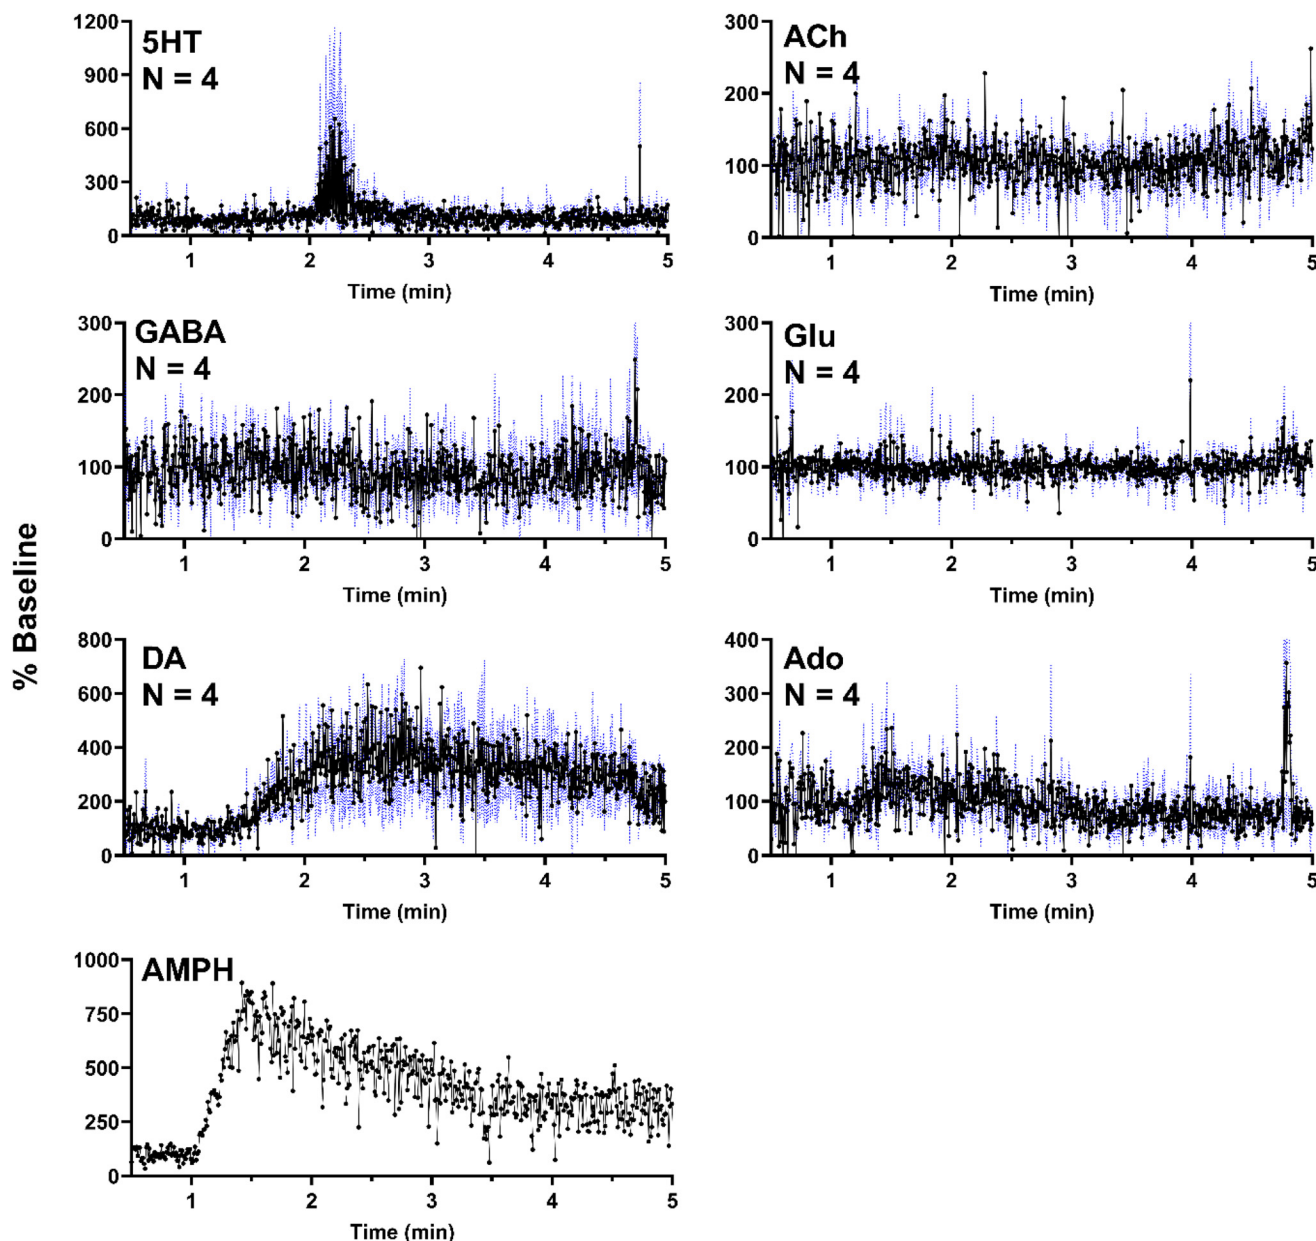 5HT
N = 4
1200
900
600
300
0
1 2 3 4 5
Time (min)
ACh
N = 4
300
200
100
0
1 2 3 4 5
Time (min)
GABA
N = 4
300
200
100
0
1 2 3 4 5
Time (min)
Glu
N = 4
300
200
100
0
1 2 3 4 5
Time (min)
% Baseline
DA
N = 4
800
600
400
200
0
1 2 3 4 5
Time (min)
Ado
N = 4
400
300
200
100
0
1 2 3 4 5
Time (min)
AMPH
1000
750
500
250
0
1 2 3 4 5
Time (min)